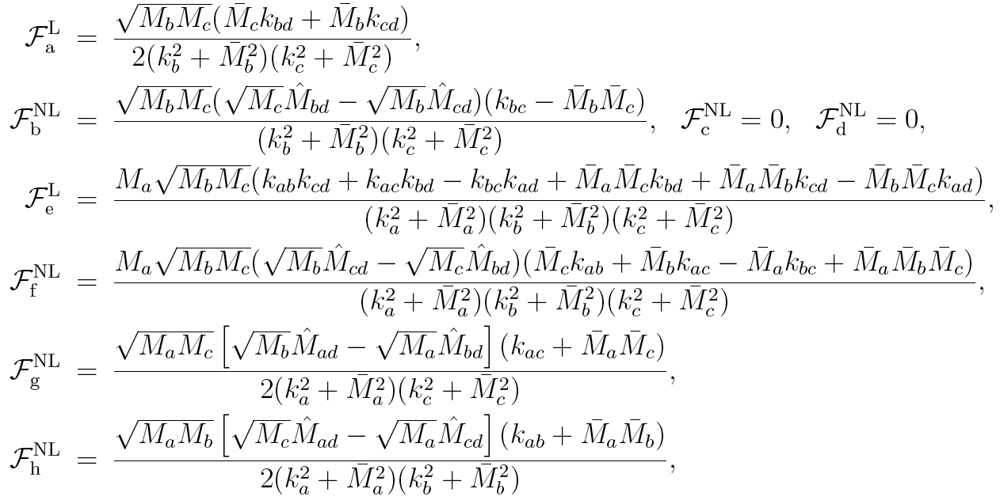 \mathcal{F}_{\rm a}^{\rm L} = \frac{\sqrt{M_b M_c}(\bar{M}_c k_{bd} + \bar{M}_b k_{cd})}{2(k_b^2 + \bar{M}_b^2)(k_c^2 + \bar{M}_c^2)},
\mathcal{F}_{\rm b}^{\rm NL} = \frac{\sqrt{M_b M_c}(\sqrt{M_c}\hat{M}_{bd} - \sqrt{M_b}\hat{M}_{cd})(k_{bc} - \bar{M}_b \bar{M}_c)}{(k_b^2 + \bar{M}_b^2)(k_c^2 + \bar{M}_c^2)}, \mathcal{F}_{\rm c}^{\rm NL} = 0, \mathcal{F}_{\rm d}^{\rm NL} = 0,
\mathcal{F}_{\rm e}^{\rm L} = \frac{M_a\sqrt{M_b M_c}(k_{ab}k_{cd} + k_{ac}k_{bd} - k_{bc}k_{ad} + \bar{M}_a \bar{M}_c k_{bd} + \bar{M}_a \bar{M}_b k_{cd} - \bar{M}_b \bar{M}_c k_{ad})}{(k_a^2 + \bar{M}_a^2)(k_b^2 + \bar{M}_b^2)(k_c^2 + \bar{M}_c^2)},
\mathcal{F}_{\rm f}^{\rm NL} = \frac{M_a\sqrt{M_b M_c}(\sqrt{M_b}\hat{M}_{cd} - \sqrt{M_c}\hat{M}_{bd})(\bar{M}_c k_{ab} + \bar{M}_b k_{ac} - \bar{M}_a k_{bc} + \bar{M}_a \bar{M}_b \bar{M}_c)}{(k_a^2 + \bar{M}_a^2)(k_b^2 + \bar{M}_b^2)(k_c^2 + \bar{M}_c^2)},
\mathcal{F}_{\rm g}^{\rm NL} = \frac{\sqrt{M_a M_c}\left[\sqrt{M_b}\hat{M}_{ad} - \sqrt{M_a}\hat{M}_{bd}\right](k_{ac} + \bar{M}_a \bar{M}_c)}{2(k_a^2 + \bar{M}_a^2)(k_c^2 + \bar{M}_c^2)},
\mathcal{F}_{\rm h}^{\rm NL} = \frac{\sqrt{M_a M_b}\left[\sqrt{M_c}\hat{M}_{ad} - \sqrt{M_a}\hat{M}_{cd}\right](k_{ab} + \bar{M}_a \bar{M}_b)}{2(k_a^2 + \bar{M}_a^2)(k_b^2 + \bar{M}_b^2)},